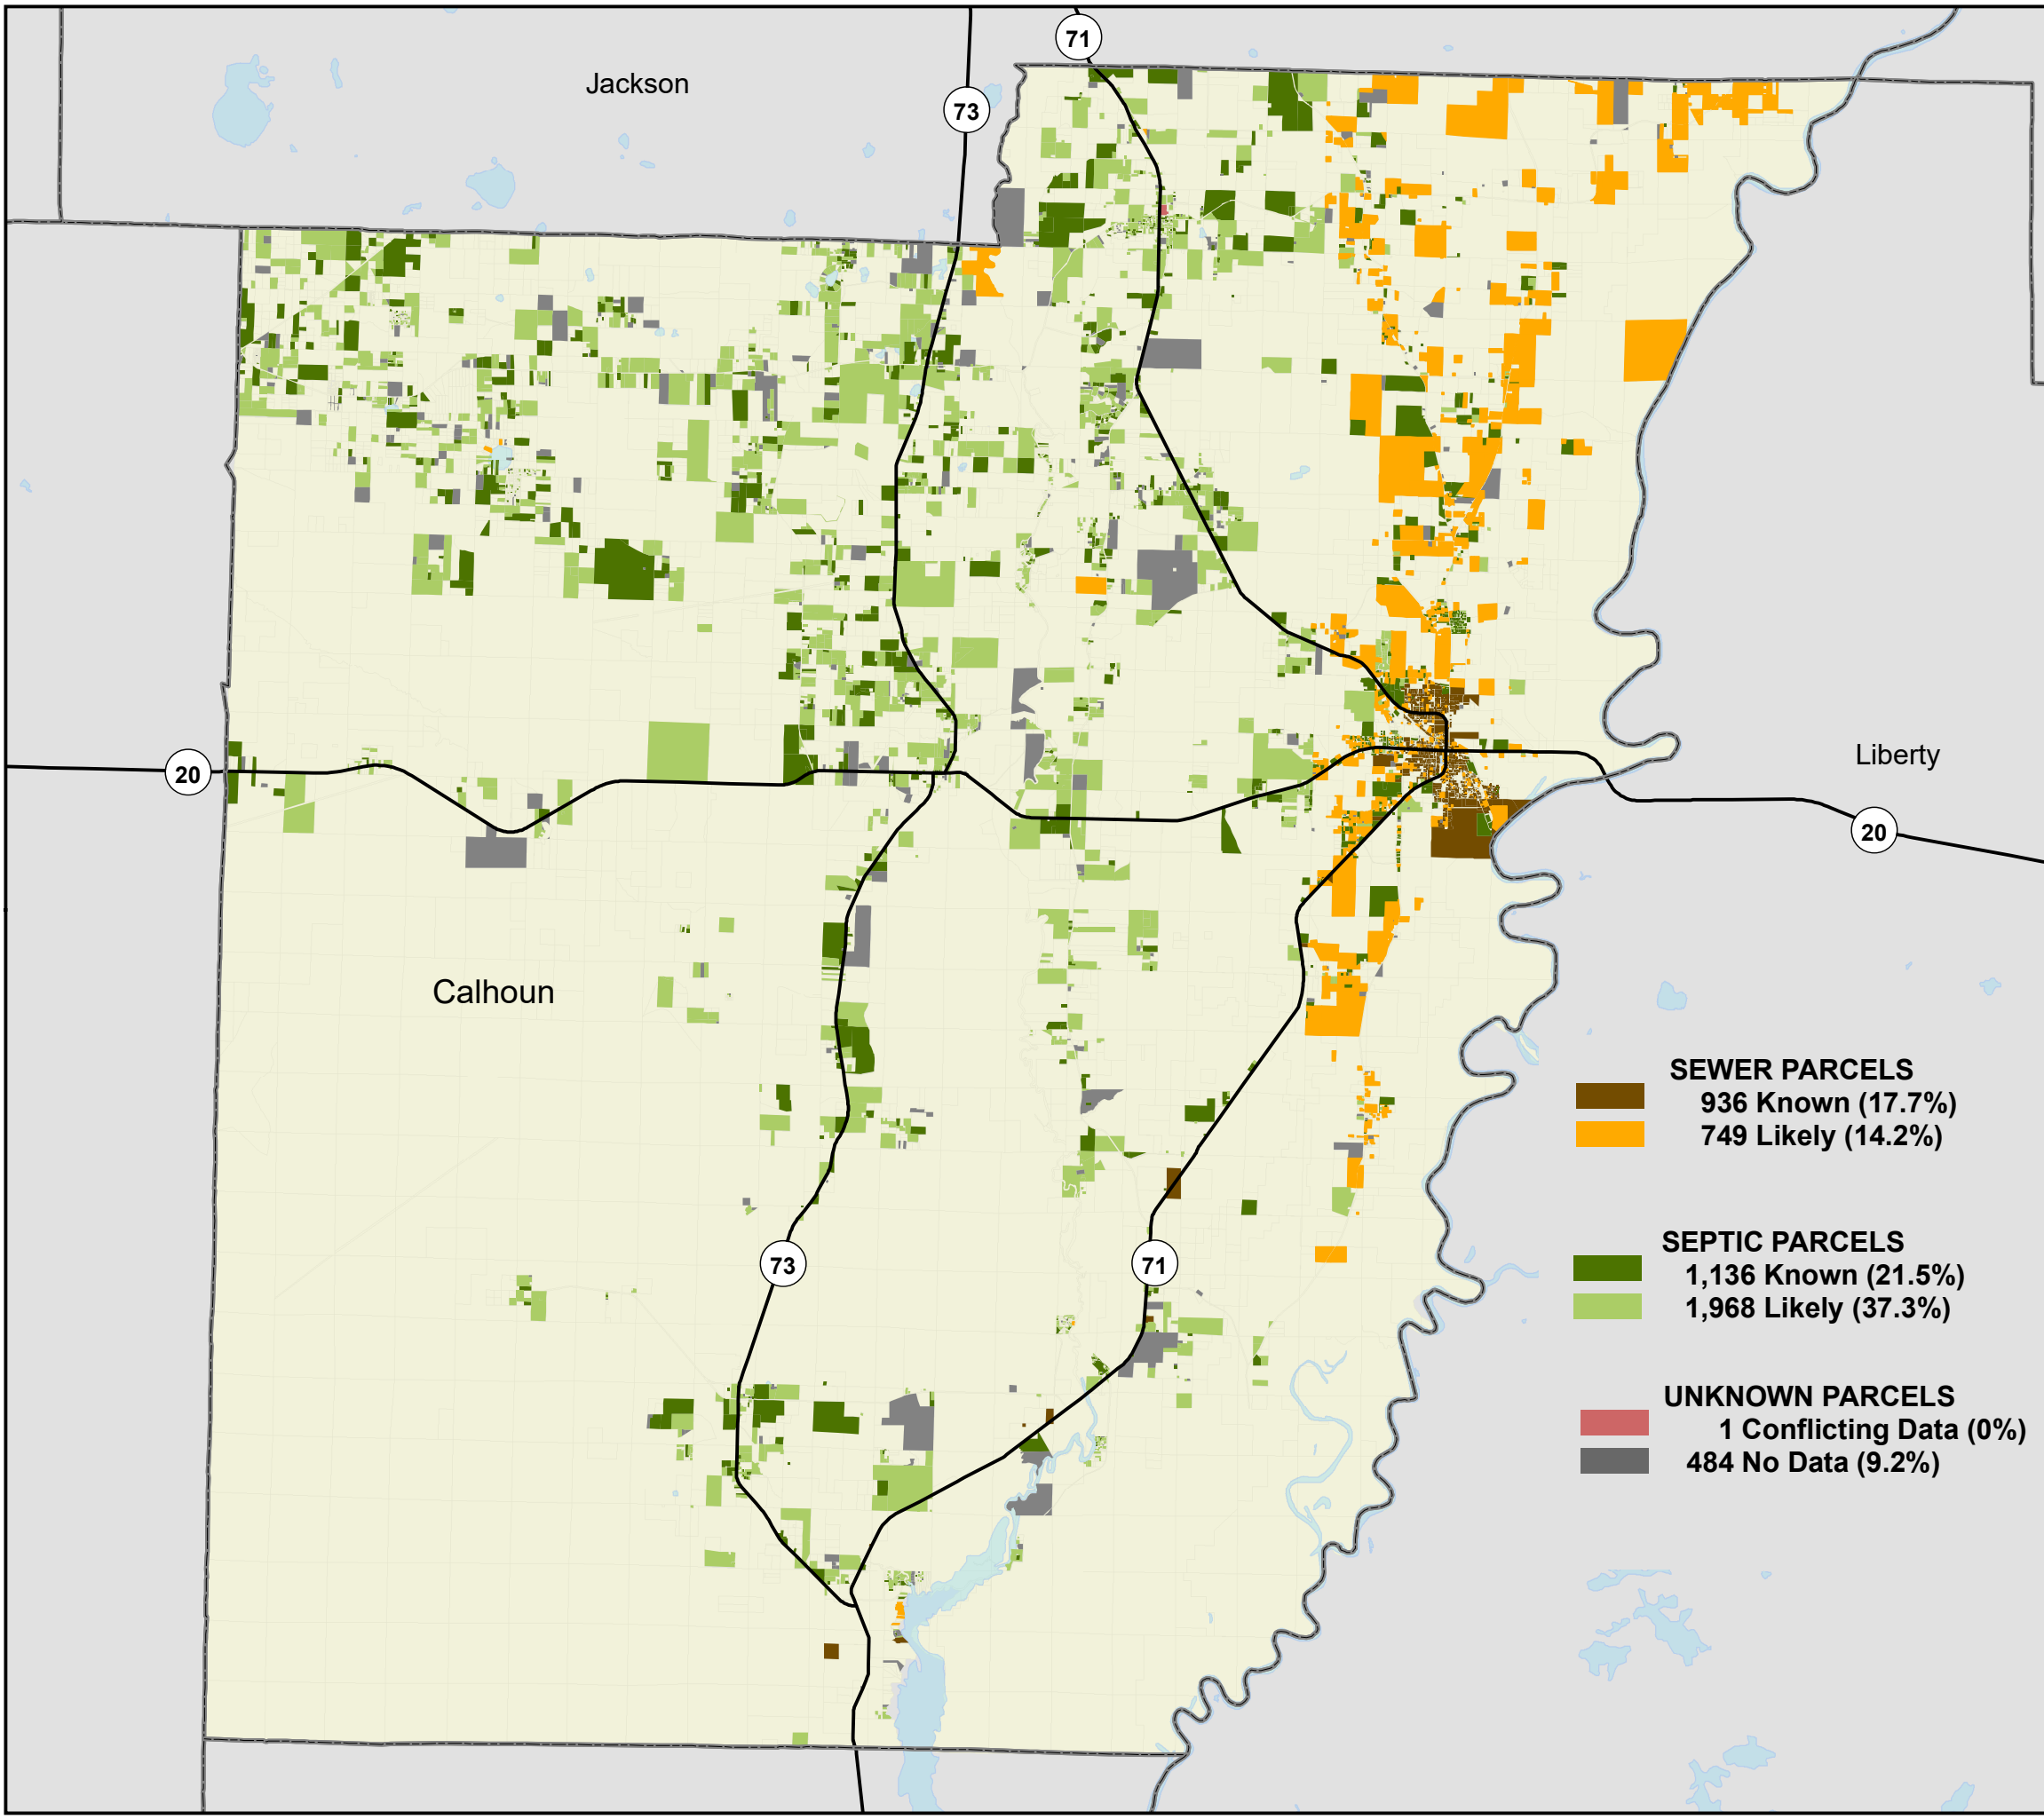 71
Jackson
73
20
Liberty
20
Calhoun
SEWER PARCELS
936 Known (17.7%)
749 Likely (14.2%)
SEPTIC PARCELS
1,136 Known (21.5%)
1,968 Likely (37.3%)
73
71
UNKNOWN PARCELS
1 Conflicting Data (0%)
484 No Data (9.2%)